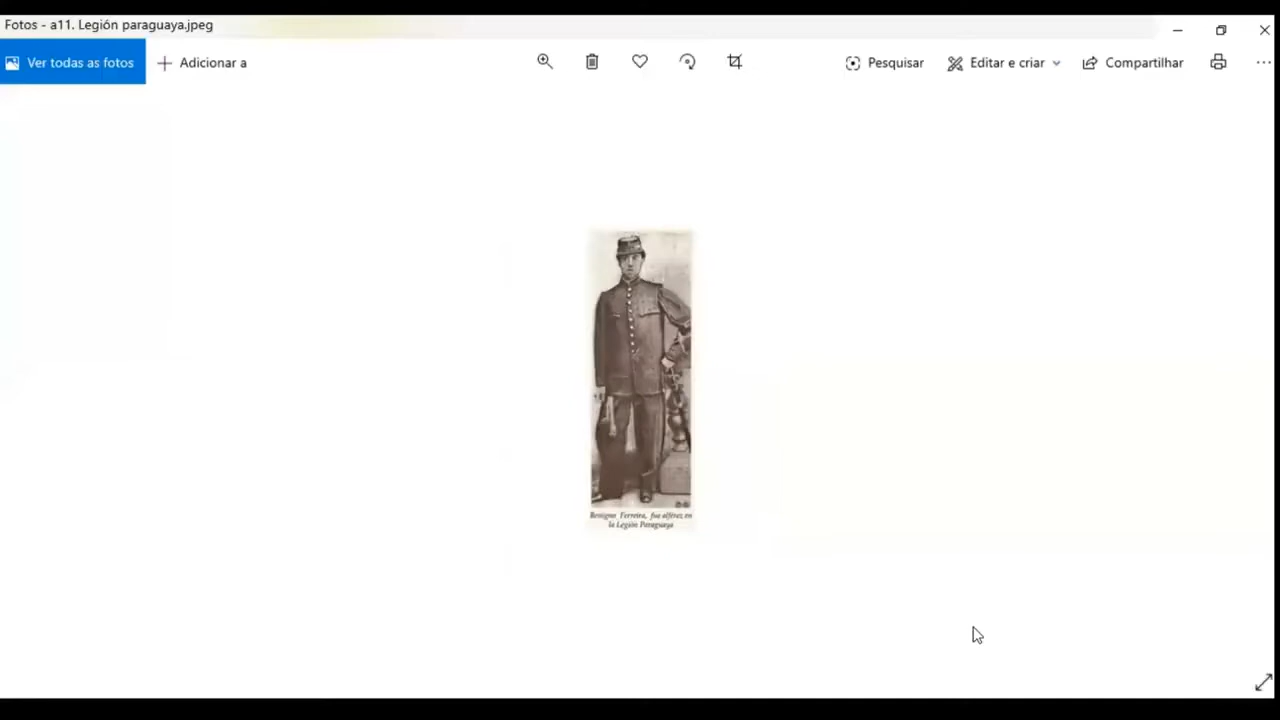 Fotos - a11. Legión paraguaya.jpeg
Ver todas as fotos
Adicionar a
Pesquisar
Editar e criar
Compartilhar
Benigno Ferreira, fue alférez en
la Legión Paraguaya